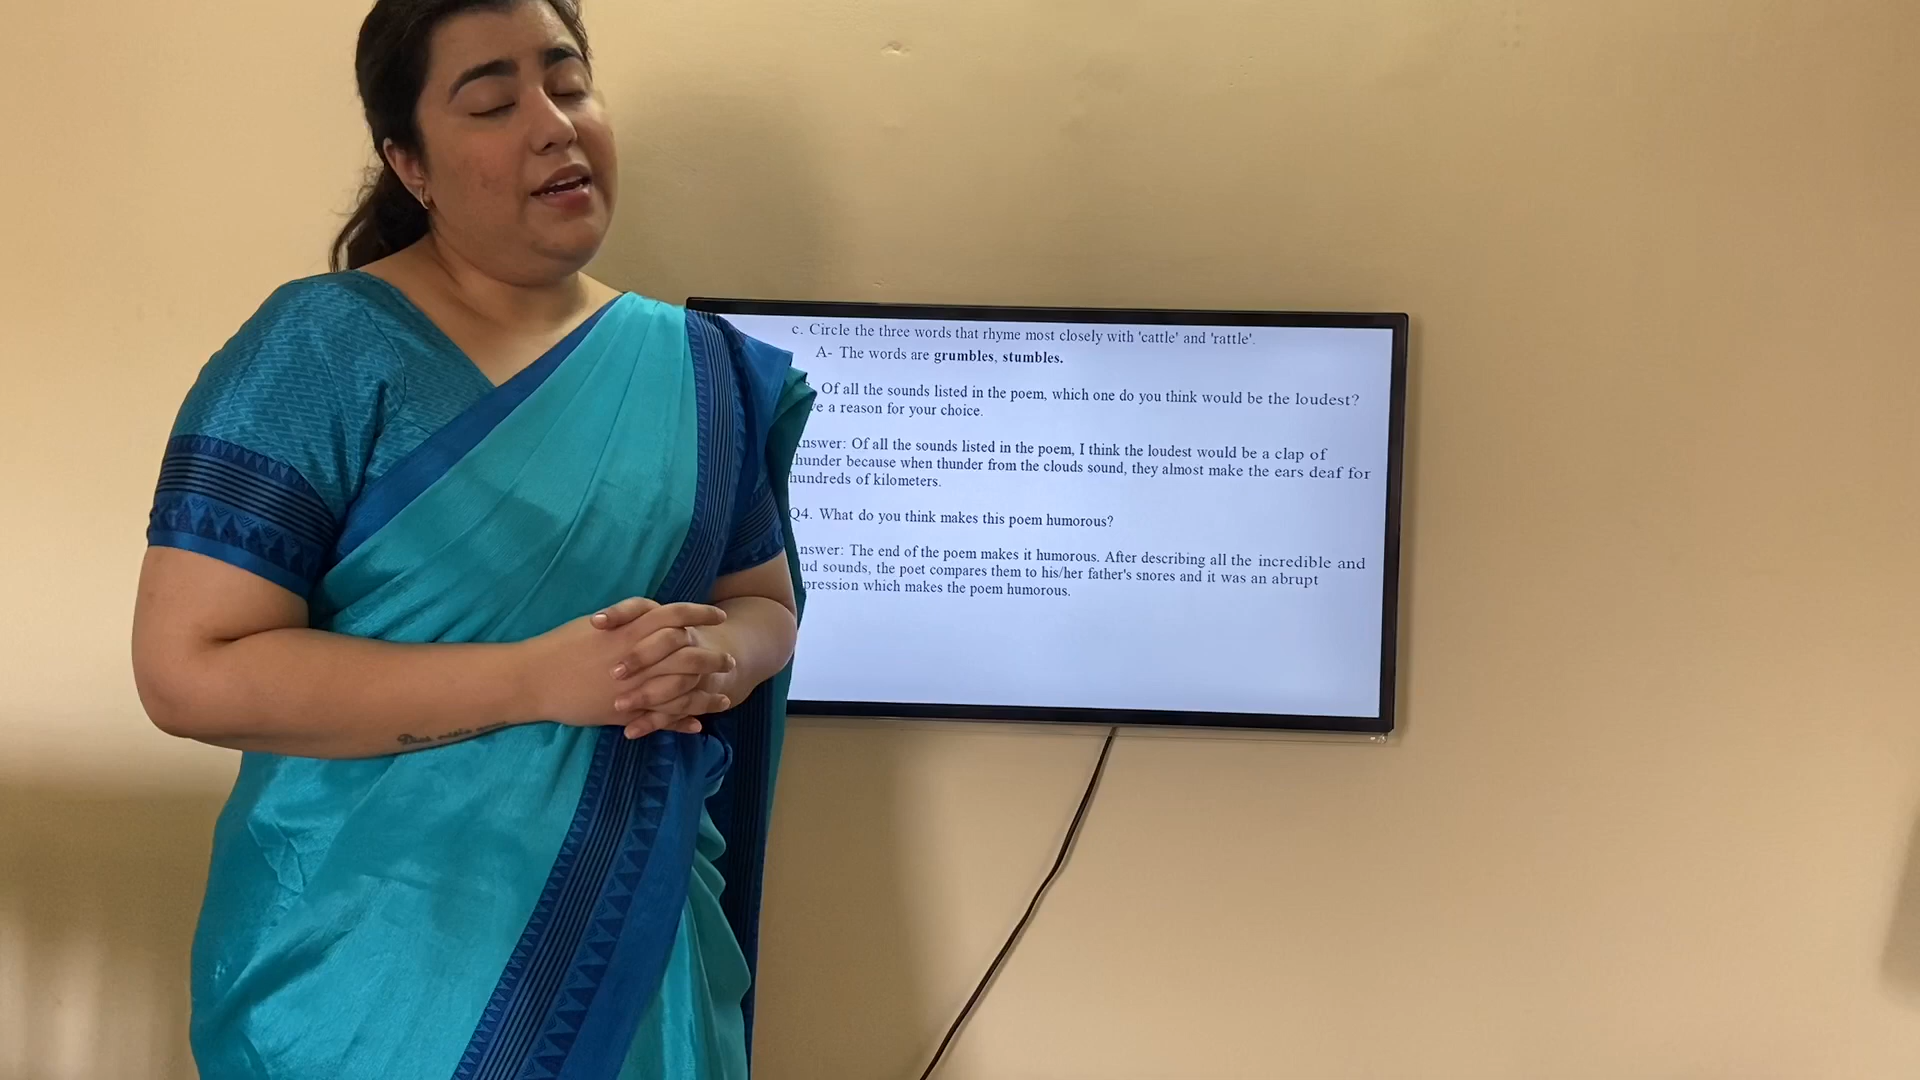 c. Circle the three words that rhyme most closely with 'cattle' and 'rattle'.
A- The words are grumbles, stumbles.
Of all the sounds listed in the poem, which one do you think would be the loudest?
a reason for your choice.
Answer: Of all the sounds listed in the poem, I think the loudest would be a clap of
thunder because when thunder from the clouds sound, they almost make the ears deaf for
hundreds of kilometers.
Q4. What do you think makes this poem humorous?
Answer: The end of the poem makes it humorous. After describing all the incredible and
sounds, the poet compares them to his/her father's snores and it was an abrupt
which makes the poem humorous.